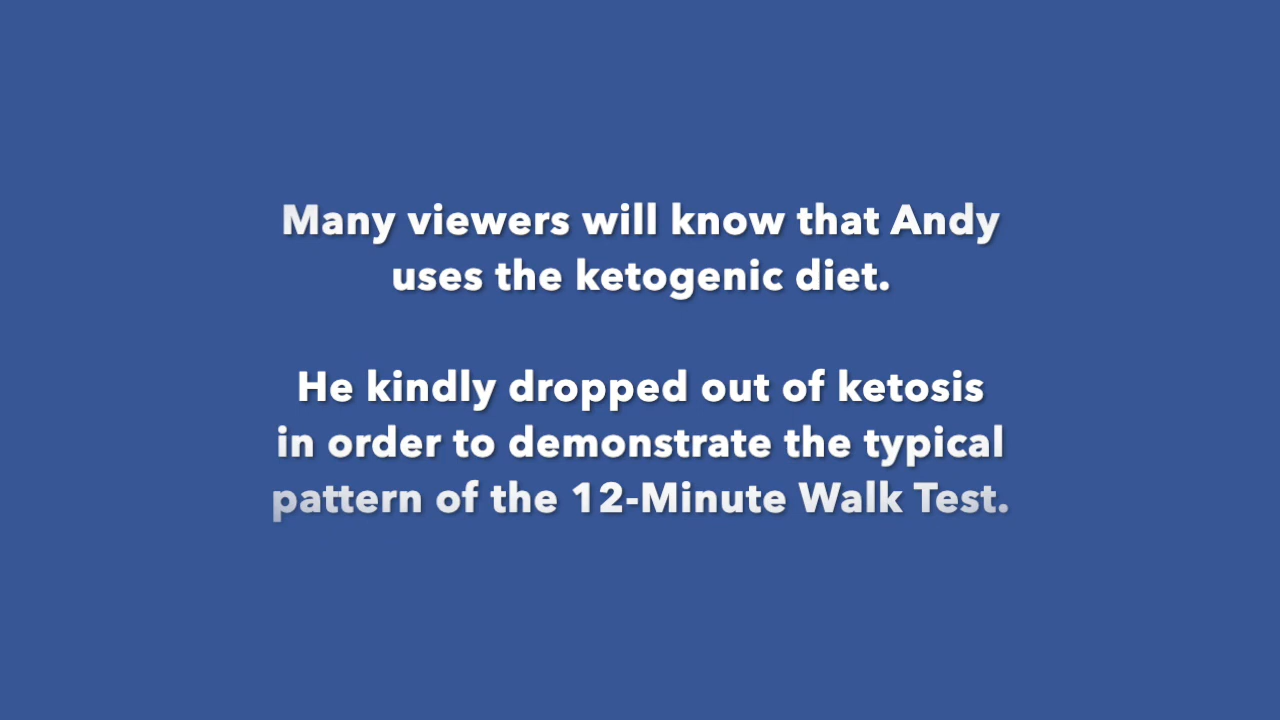 Many viewers will know that Andy
uses the ketogenic diet.
He kindly dropped out of ketosis
in order to demonstrate the typical
pattern of the 12-Minute Walk Test.